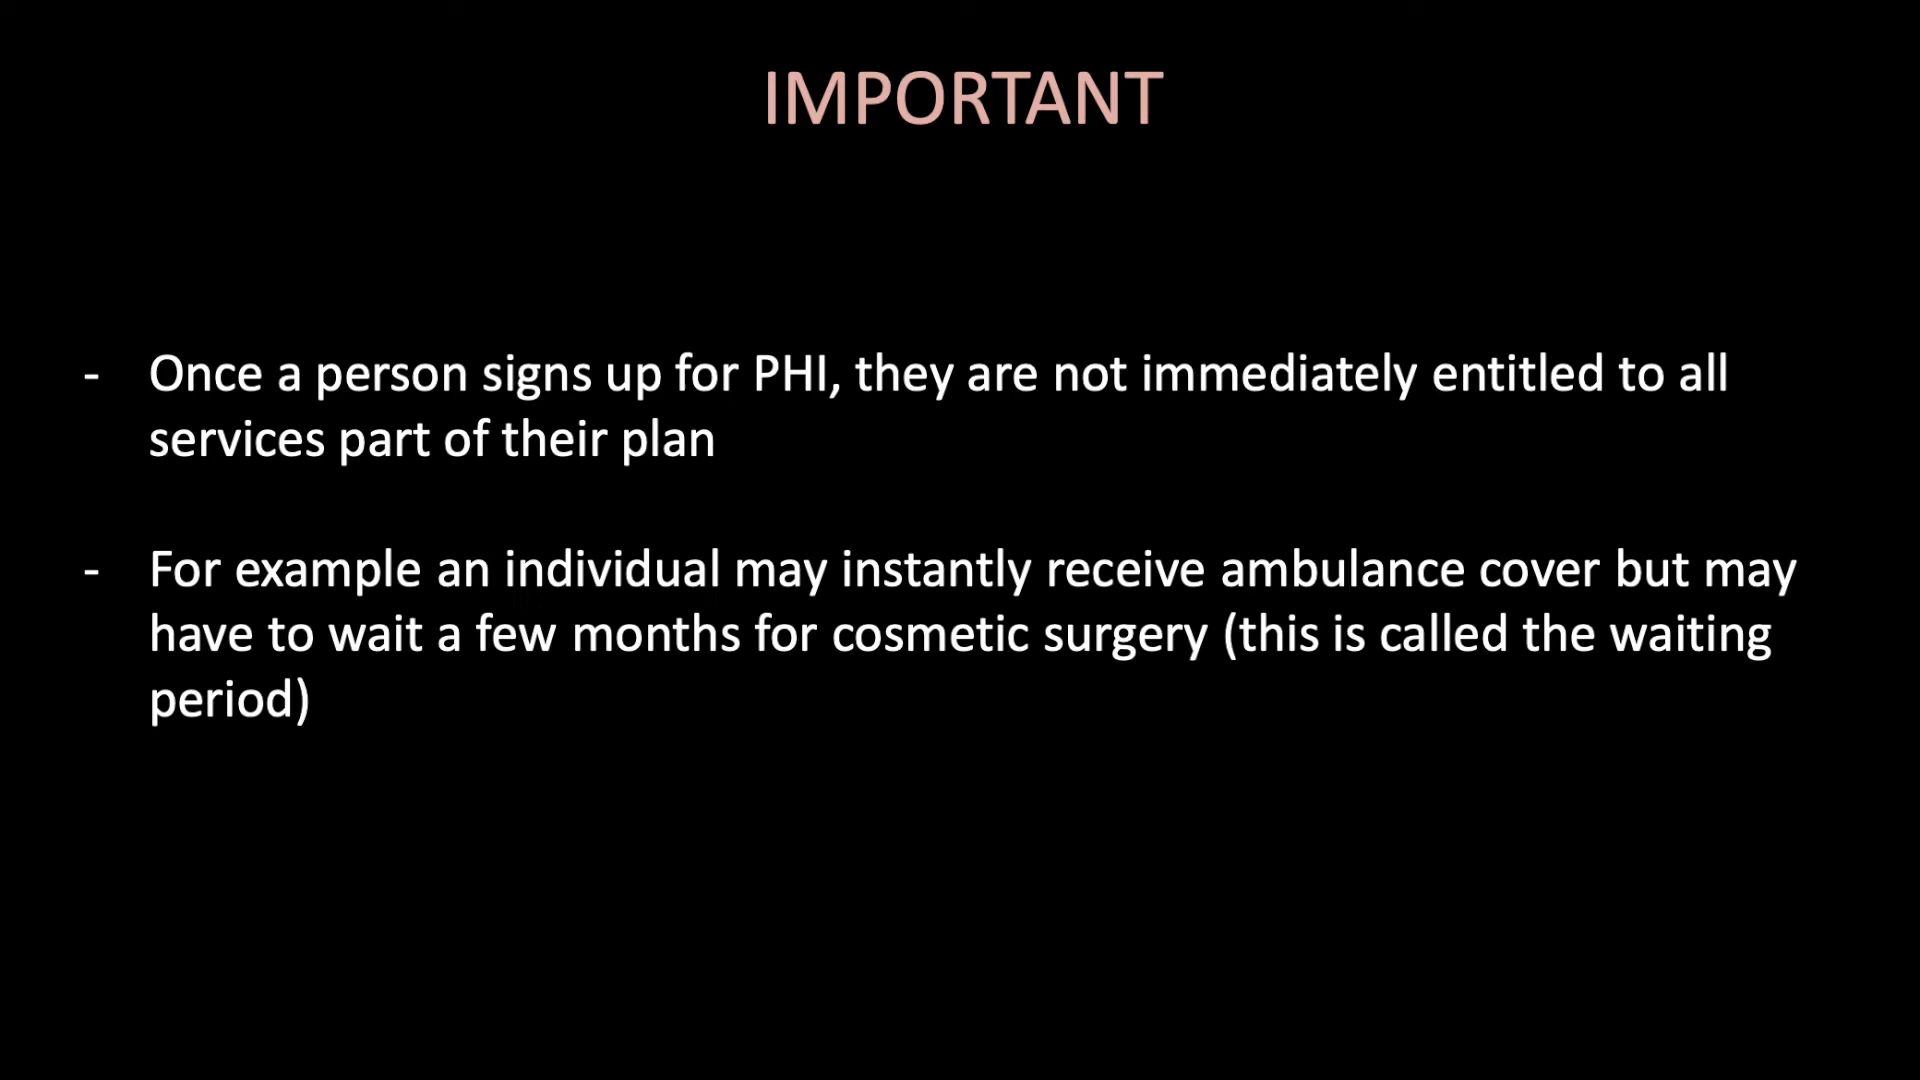 IMPORTANT
- Once a person signs up for PHI, they are not immediately entitled to all
services part of their plan
- For example an individual may instantly receive ambulance cover but may
have to wait a few months for cosmetic surgery (this is called the waiting
period)